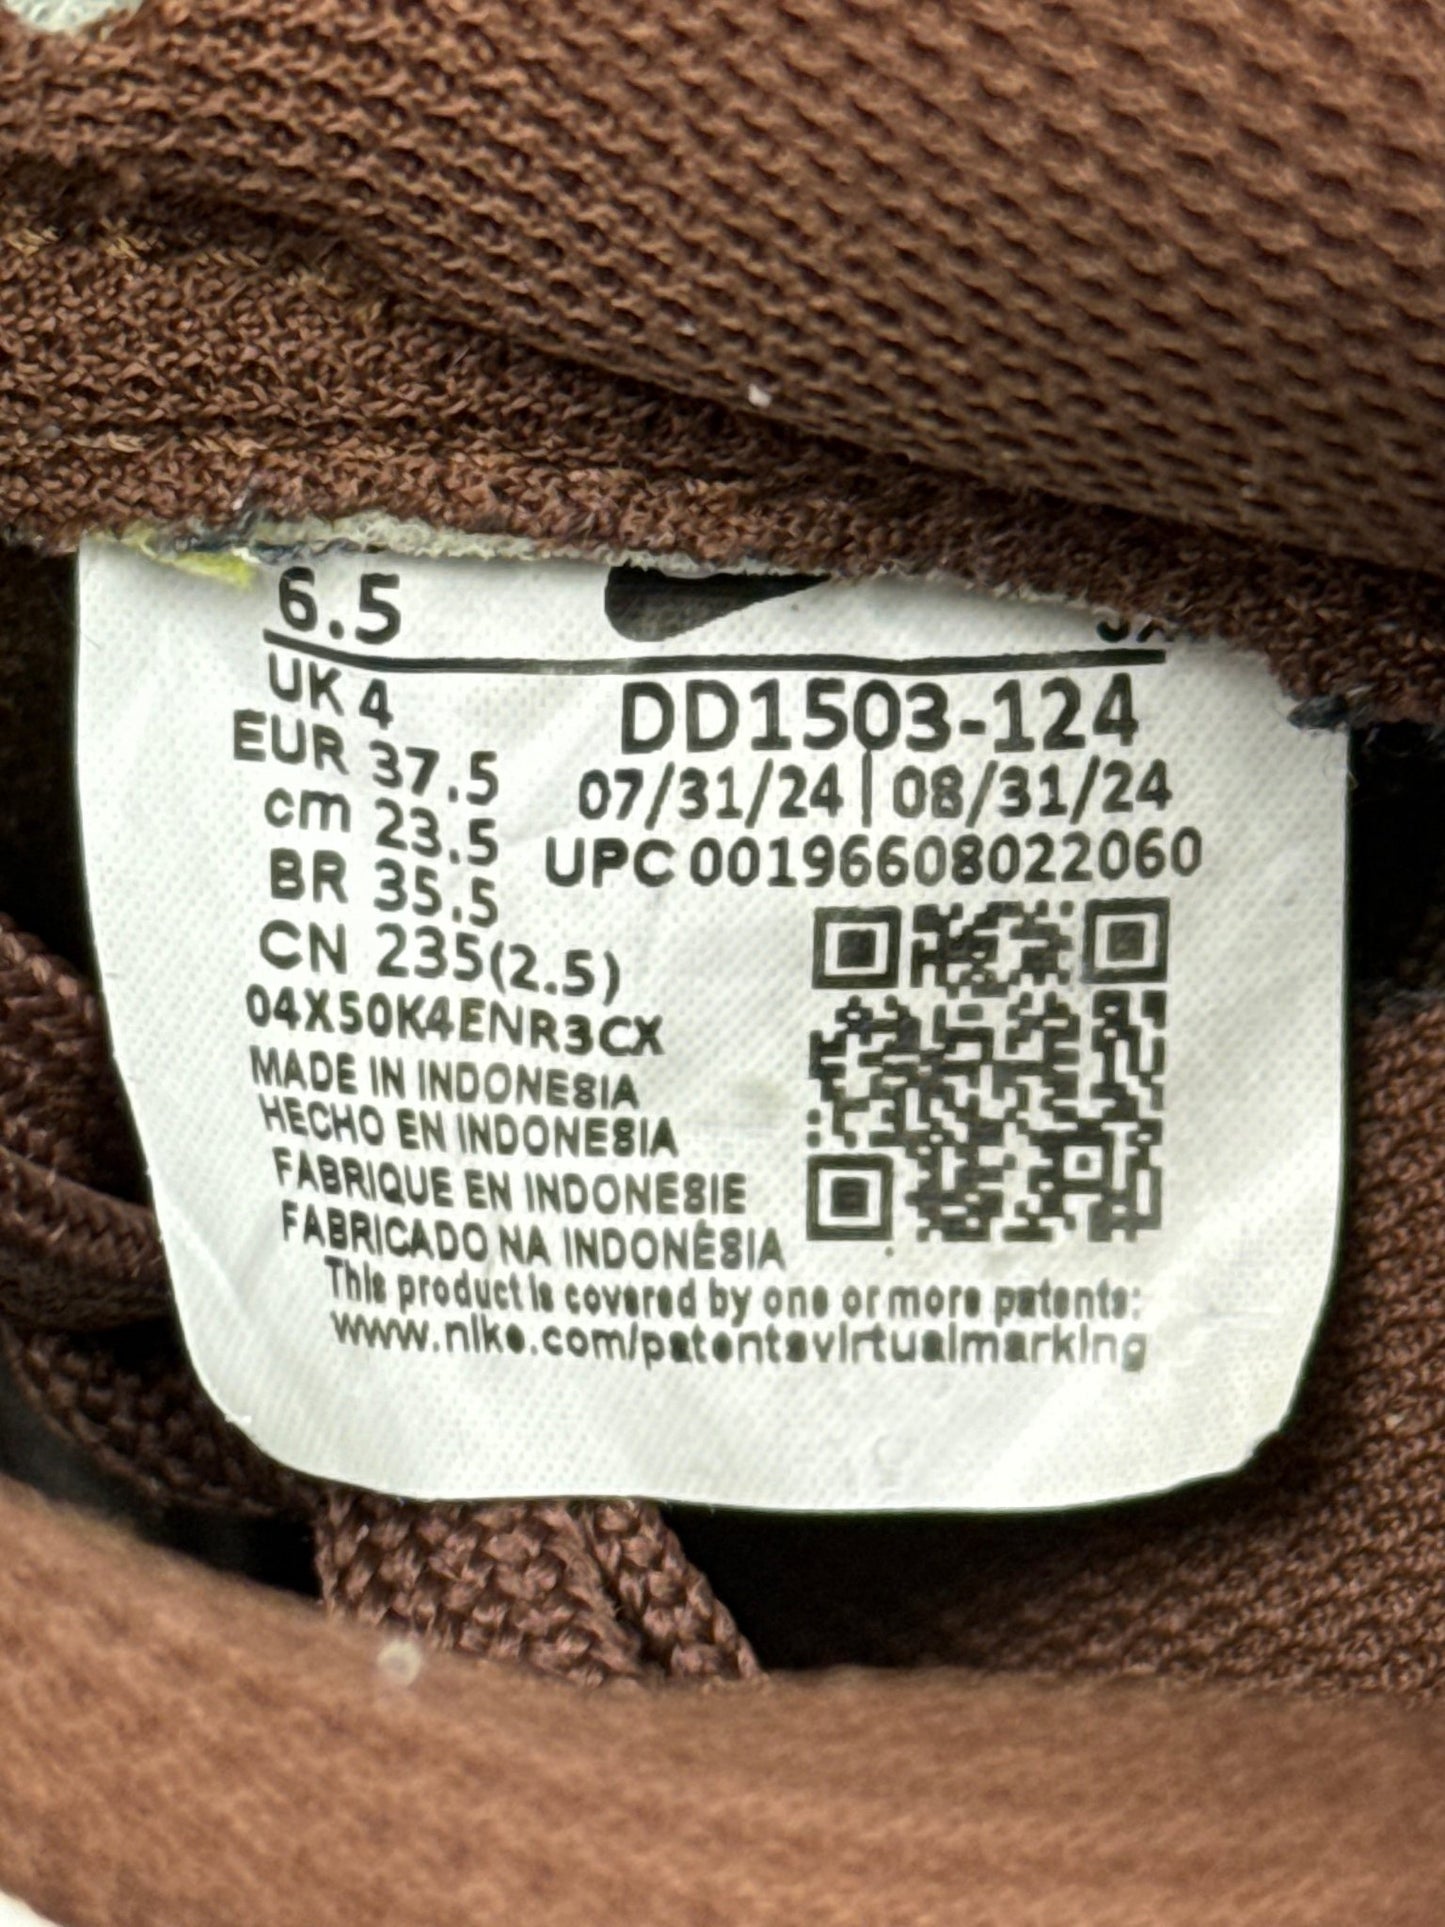 6.5
UK 4
EUR 37.5
cm 23.5
BR 35.5
CN 235(2.5)
04X50K4ENR3CX
MADE IN INDONESIA
HECHO EN INDONESIA
FABRIQUE EN INDONESIE
FABRICADO NA INDONÉSIA
DD1503-124
07/31/24|08/31/24
UPC 00196608022060
This product is covered by one or more patents:
www.nike.com/patentsvirtualmarking